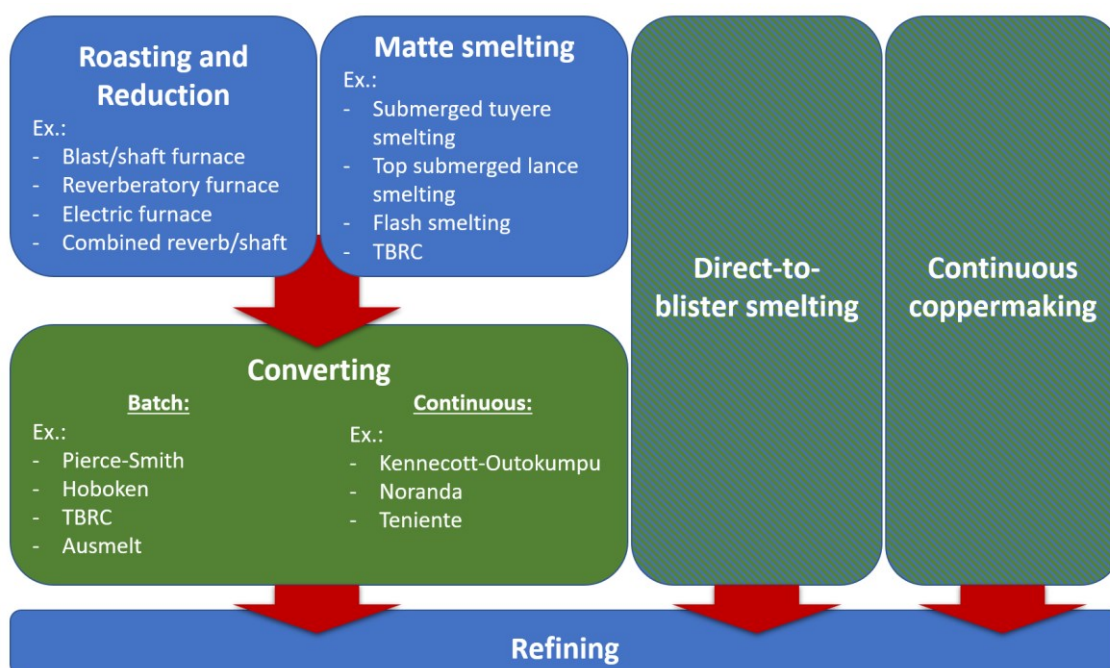 Roasting and
Reduction
Ex.:
- Blast/shaft furnace
- Reverberatory furnace
- Electric furnace
- Combined reverb/shaft
Matte smelting
Ex.:
- Submerged tuyere
smelting
- Top submerged lance
smelting
- Flash smelting
- TBRC
Direct-to-
blister smelting
Continuous
coppermaking
Converting
Batch:
Ex.:
- Pierce-Smith
- Hoboken
- TBRC
- Ausmelt
Continuous:
Ex.:
- Kennecott-Outokumpu
- Noranda
- Teniente
Refining